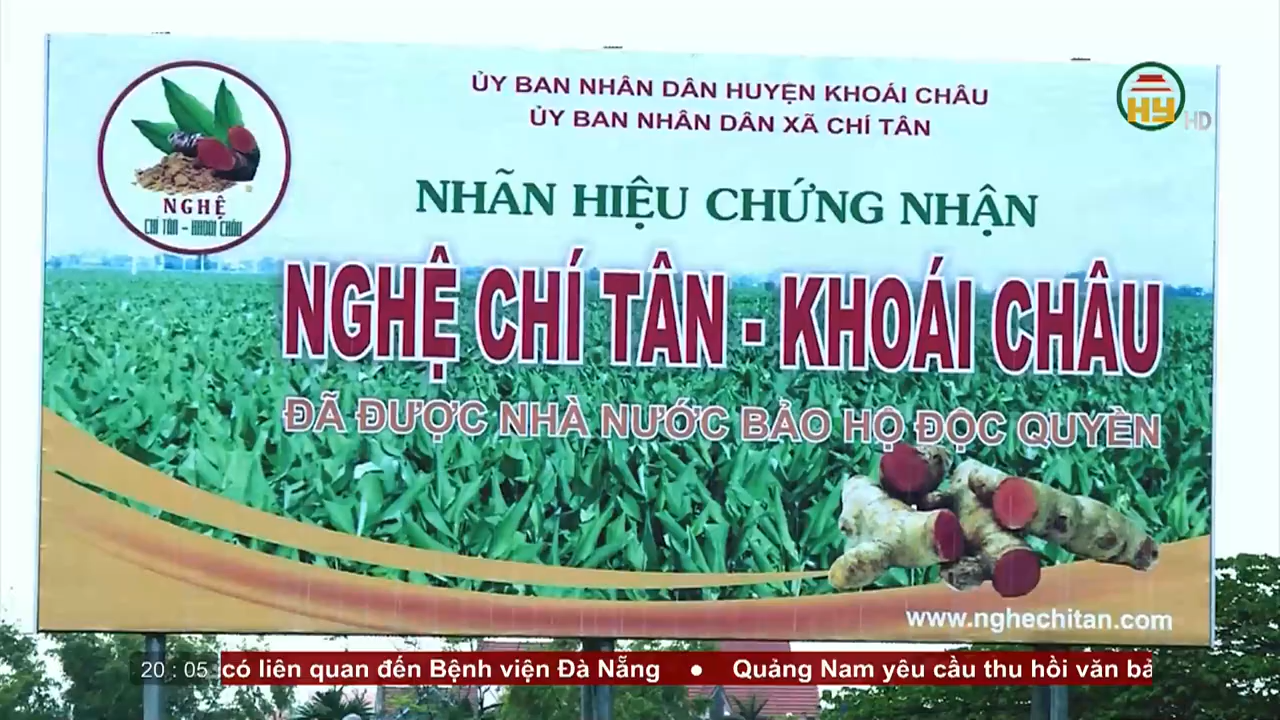 ỦY BAN NHÂN DÂN HUYỆN KHOÁI CHÂU
ỦY BAN NHÂN DÂN XÃ CHÍ TÂN
HY HD
NHÃN HIỆU CHỨNG NHẬN
NGHỆ
CHÍ TÂN - KHOÁI CHÂU
NGHỆ CHÍ TÂN - KHOÁI CHÂU
ĐÃ ĐƯỢC NHÀ NƯỚC BẢO HỘ ĐỘC QUYỀN
www.nghechitan.com
20 : 05 có liên quan đến Bệnh viện Đà Nẵng ● Quảng Nam yêu cầu thu hồi văn bả